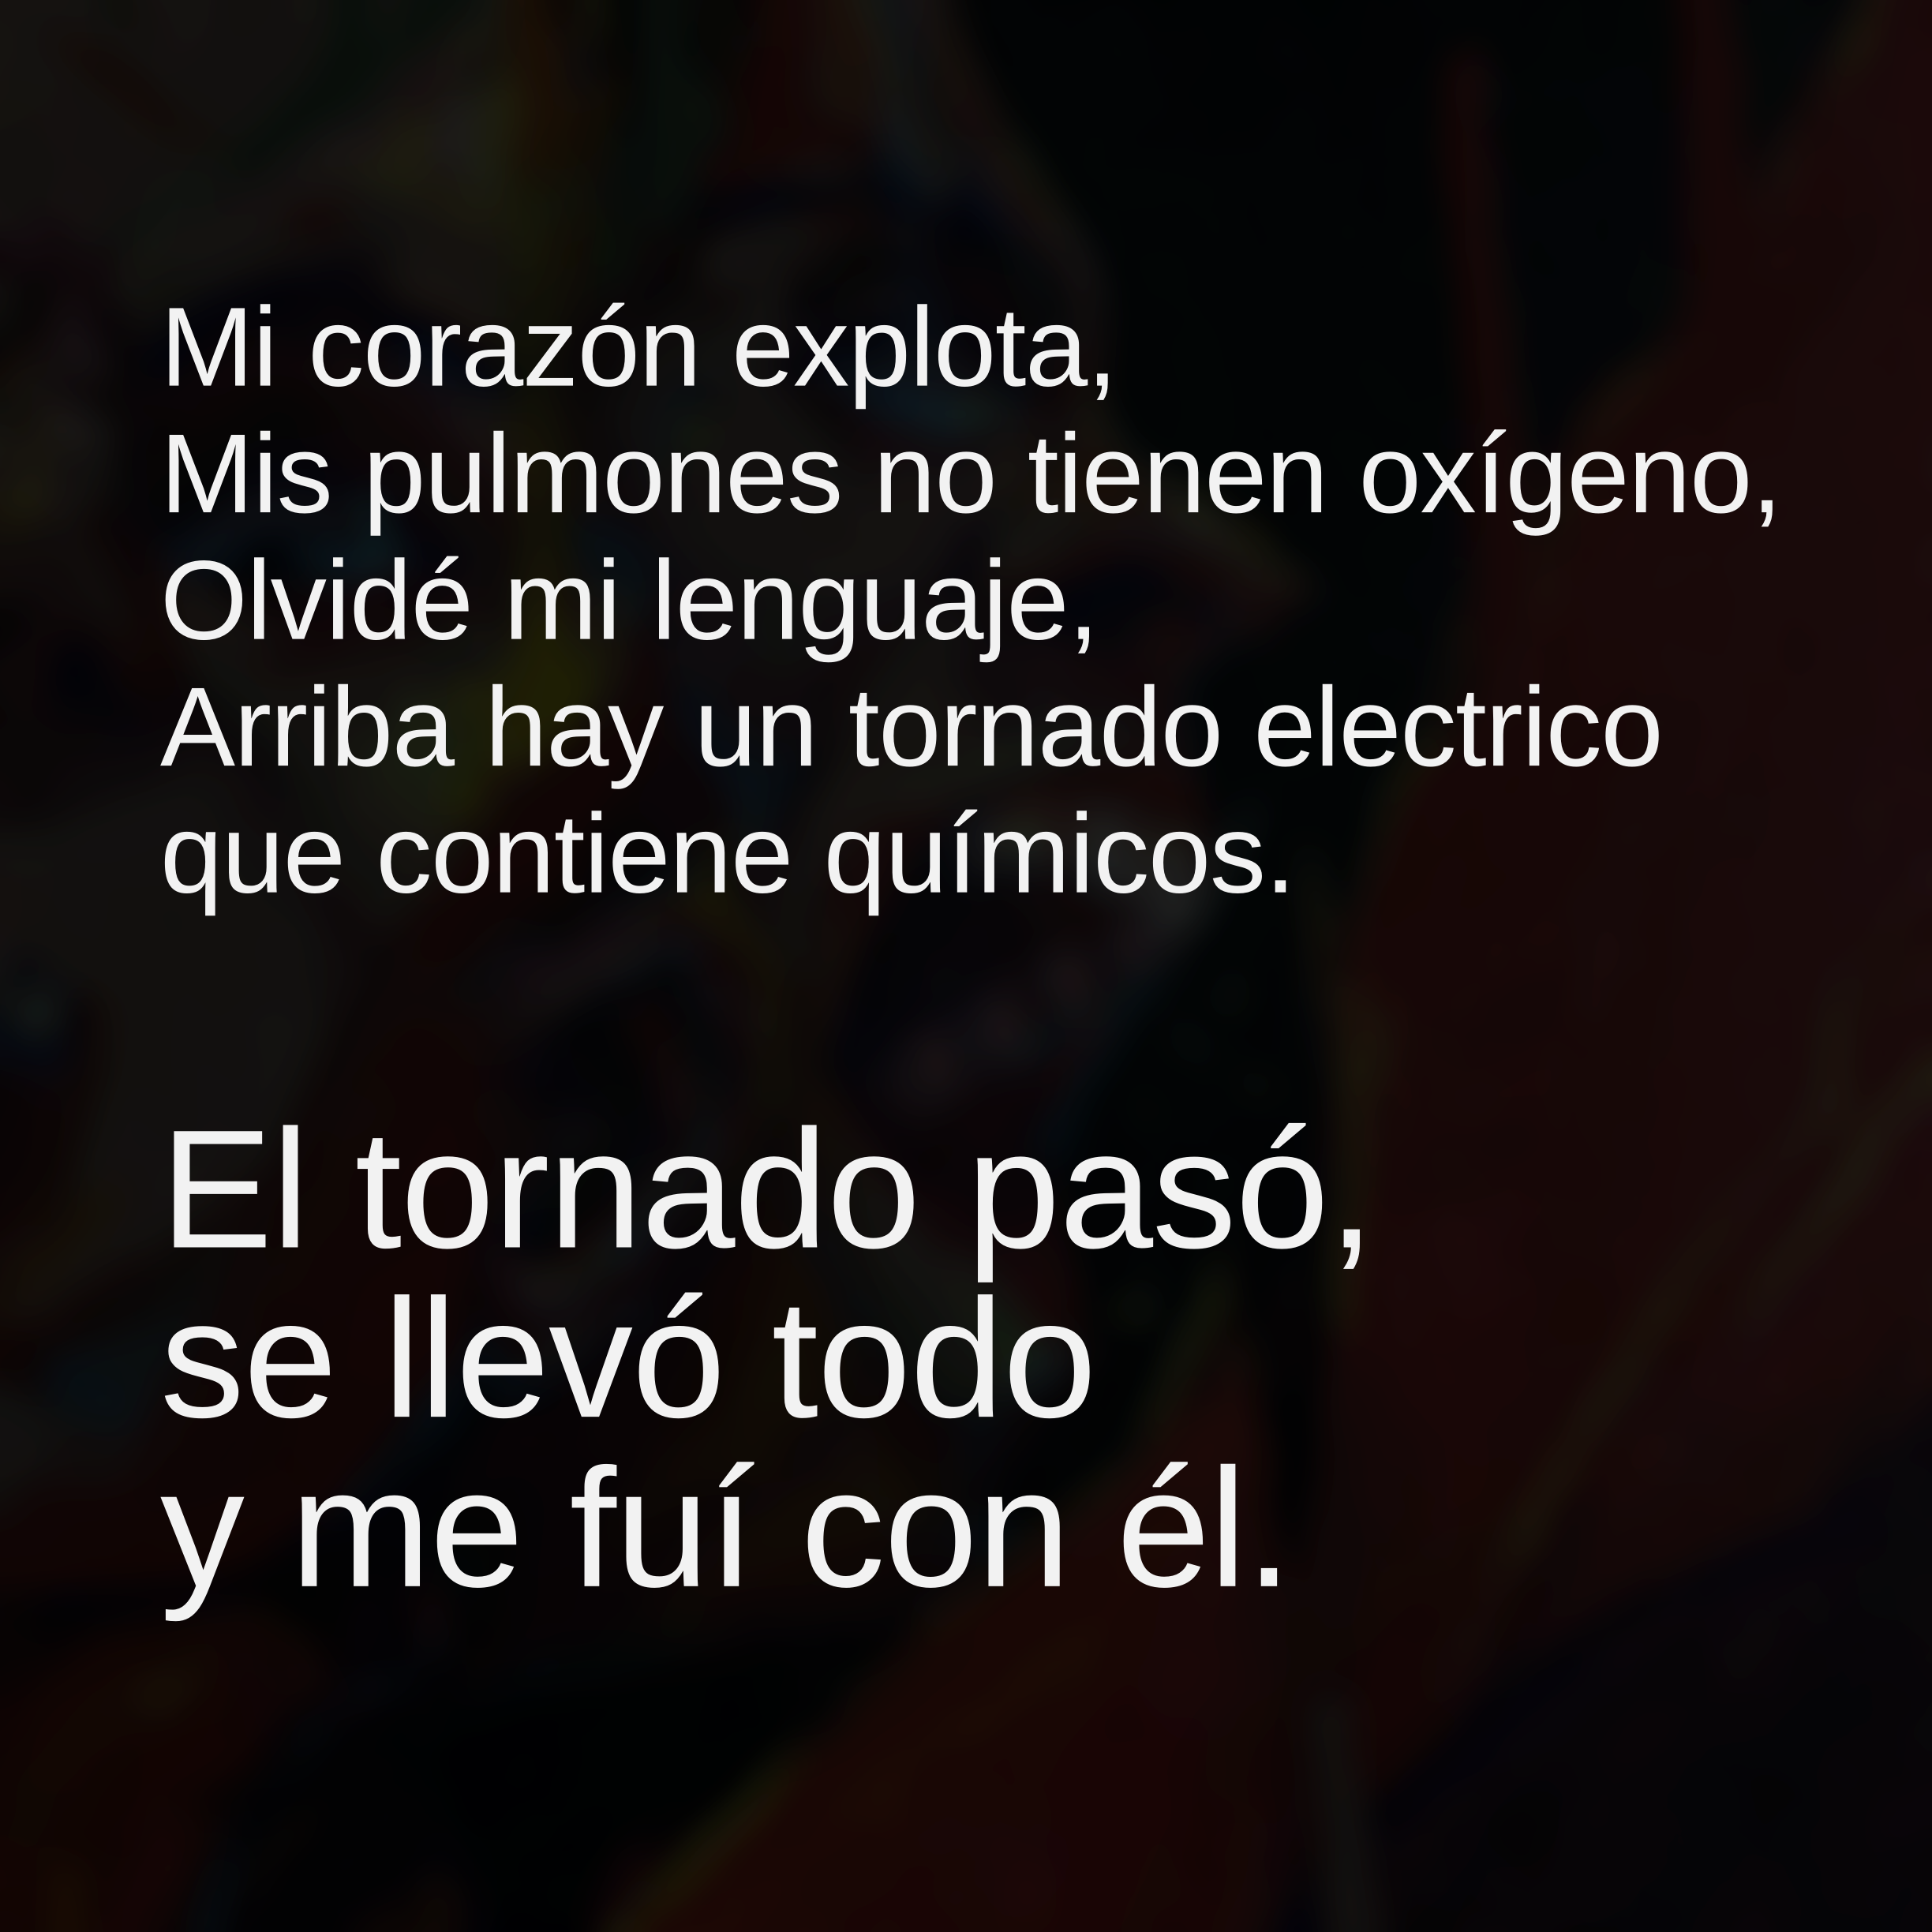 Mi corazón explota,
Mis pulmones no tienen oxígeno,
Olvidé mi lenguaje,
Arriba hay un tornado electrico
que contiene químicos.
El tornado pasó,
se llevó todo
y me fuí con él.